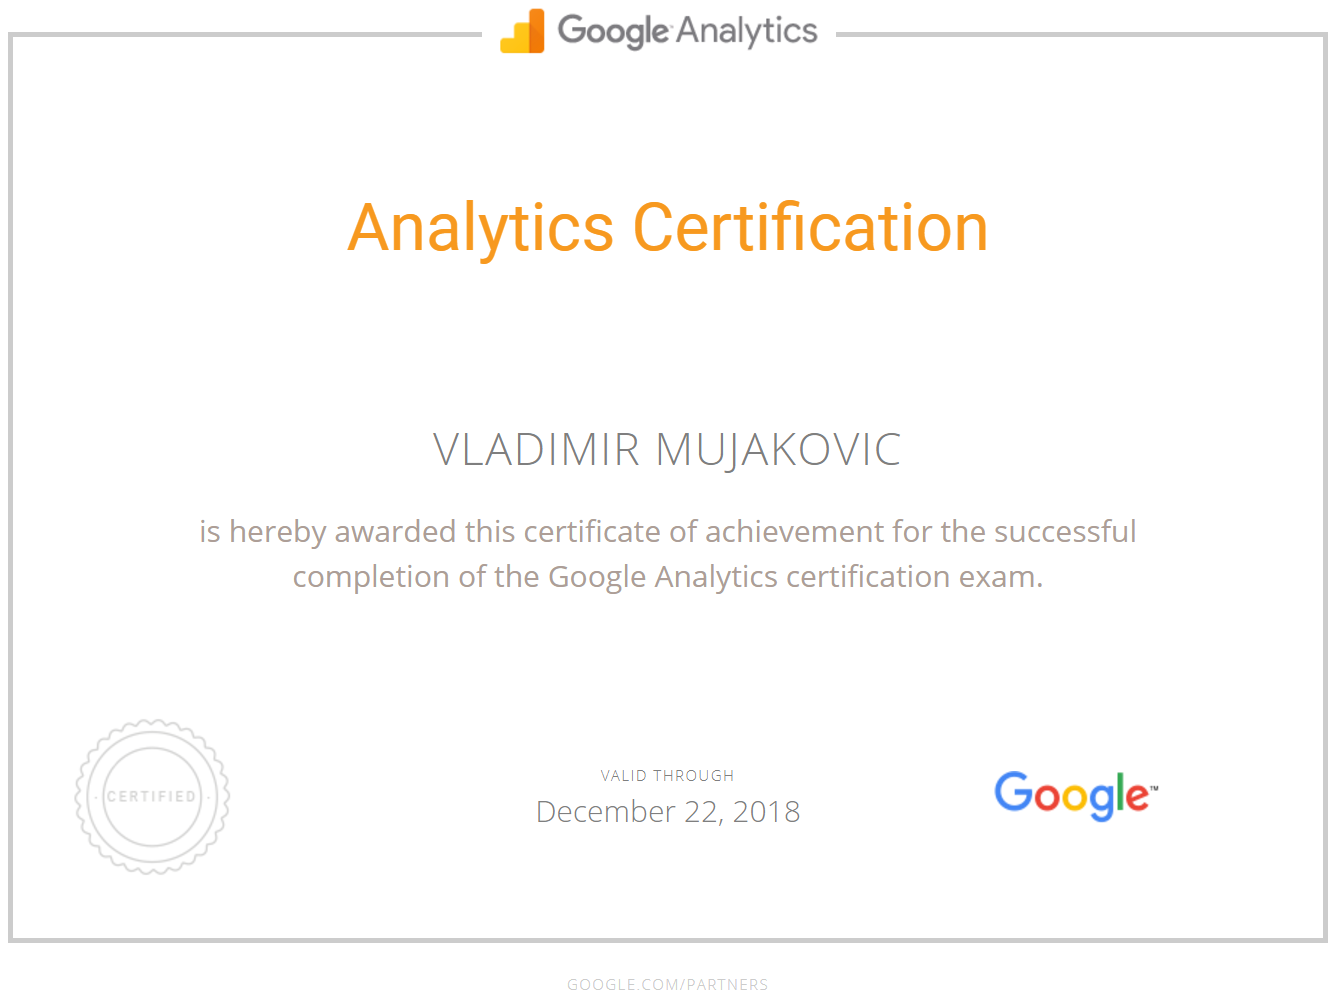 Google Analytics
Analytics Certification
VLADIMIR MUJAKOVIC
is hereby awarded this certificate of achievement for the successful
completion of the Google Analytics certification exam.
· CERTIFIED ·
VALID THROUGH
December 22, 2018
Google™
GOOGLE.COM/PARTNERS